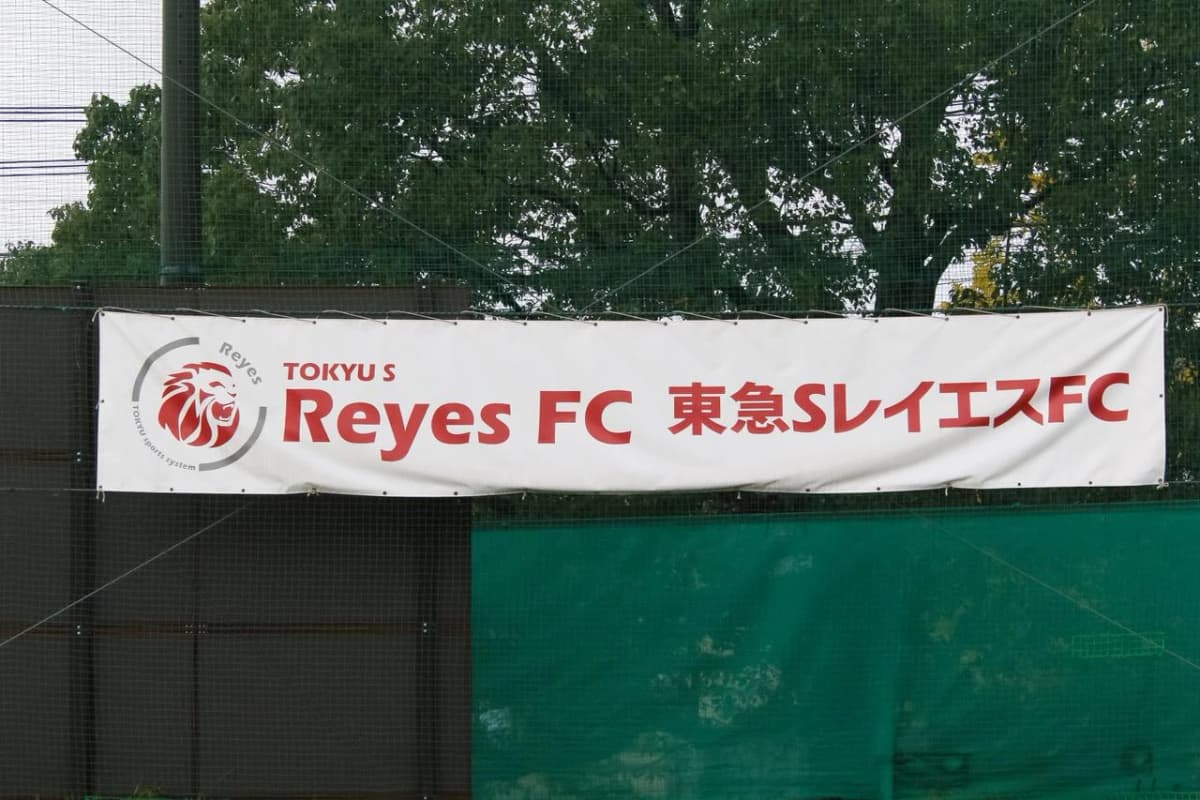 Reyes
TOKYU sports system
TOKYU S
Reyes FC 東急SレイエスFC